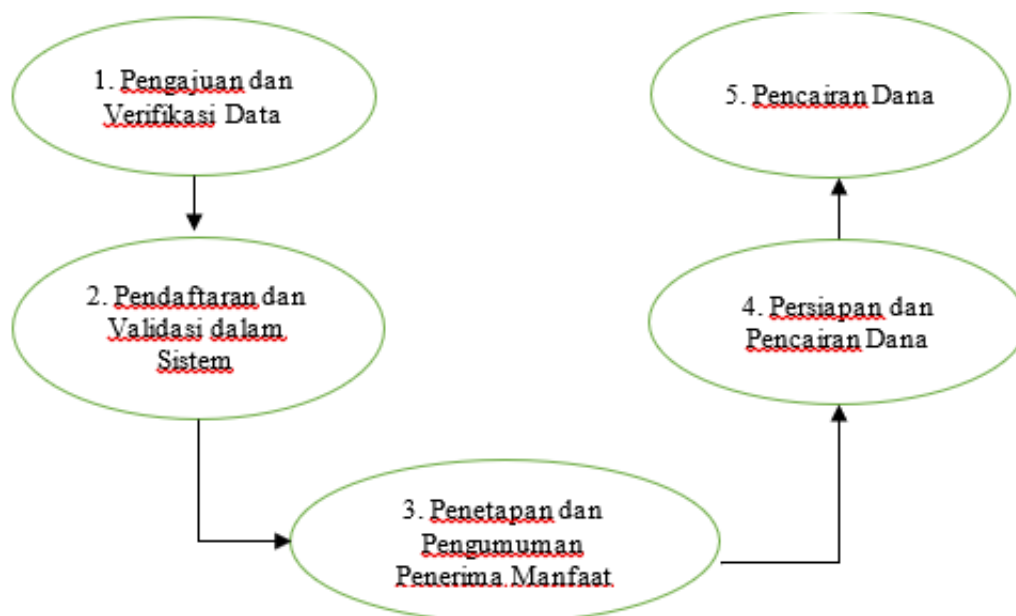 1. Pengajuan dan
Verifikasi Data
2. Pendaftaran dan
Validasi dalam
Sistem
3. Penetapan dan
Pengumuman
Penerima Manfaat
4. Persiapan dan
Pencairan Dana
5. Pencairan Dana